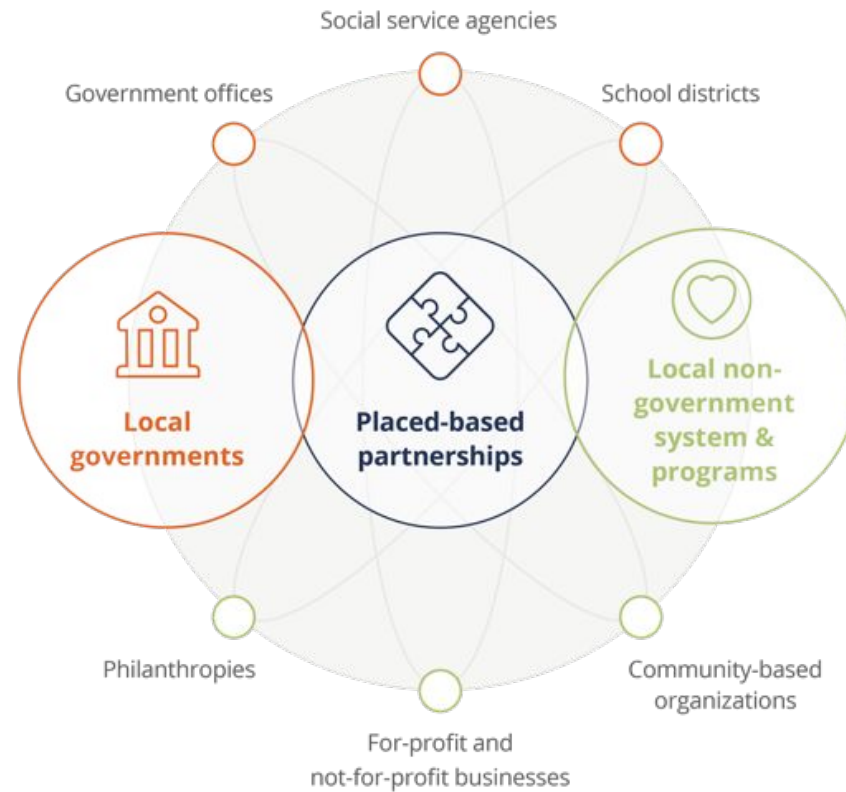 Social service agencies
Government offices
School districts
Local
governments
Placed-based
partnerships
Local non-
government
system &
programs
Philanthropies
Community-based
organizations
For-profit and
not-for-profit businesses